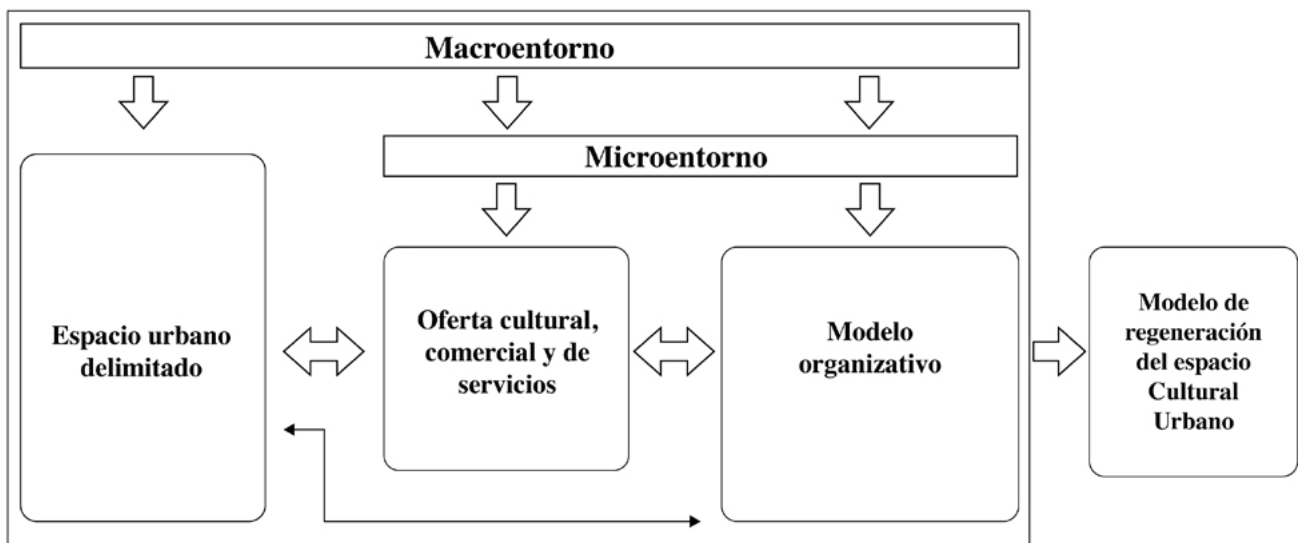 Macroentorno
Microentorno
Espacio urbano
delimitado
Oferta cultural,
comercial y de
servicios
Modelo
organizativo
Modelo de
regeneración
del espacio
Cultural
Urbano